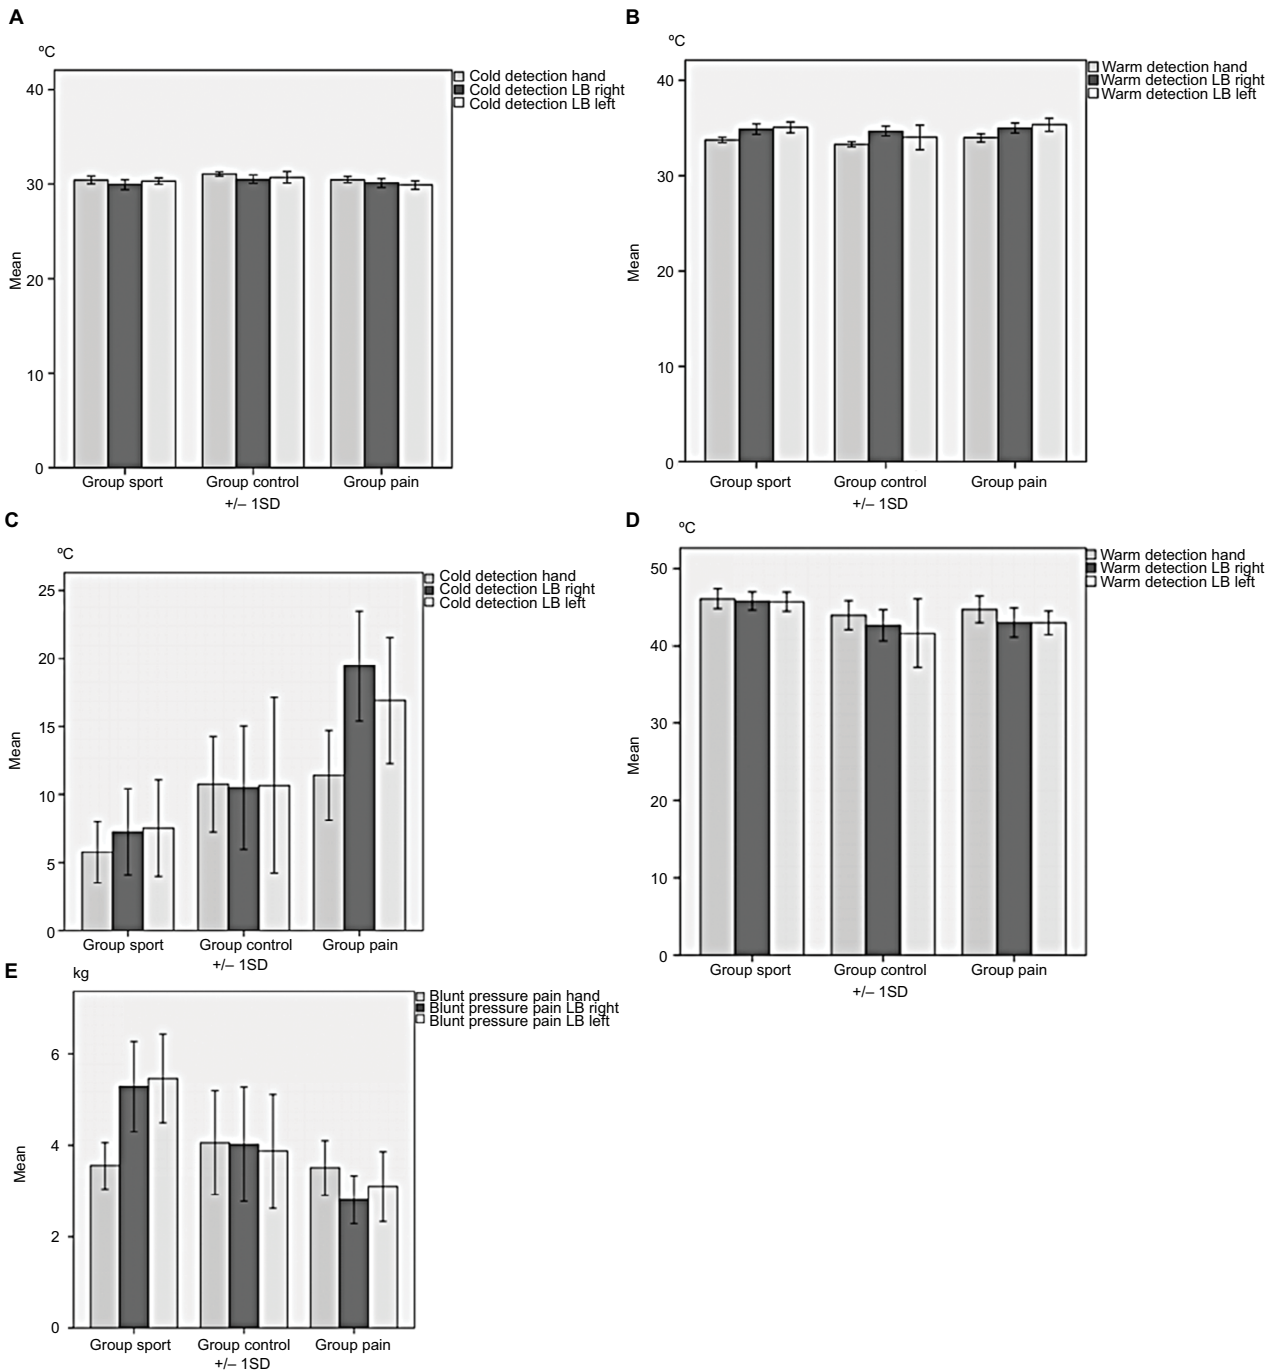 A
ºC
Cold detection hand
Cold detection LB right
Cold detection LB left
40
30
20
10
0
Mean
Group sport
Group control
Group pain
+/– 1SD
B
ºC
Warm detection hand
Warm detection LB right
Warm detection LB left
40
30
20
10
0
Mean
Group sport
Group control
Group pain
+/– 1SD
C
ºC
Cold detection hand
Cold detection LB right
Cold detection LB left
25
20
15
10
5
0
Mean
Group sport
Group control
Group pain
+/– 1SD
D
ºC
Warm detection hand
Warm detection LB right
Warm detection LB left
50
40
30
20
10
0
Mean
Group sport
Group control
Group pain
+/– 1SD
E
kg
Blunt pressure pain hand
Blunt pressure pain LB right
Blunt pressure pain LB left
6
4
2
0
Mean
Group sport
Group control
Group pain
+/– 1SD